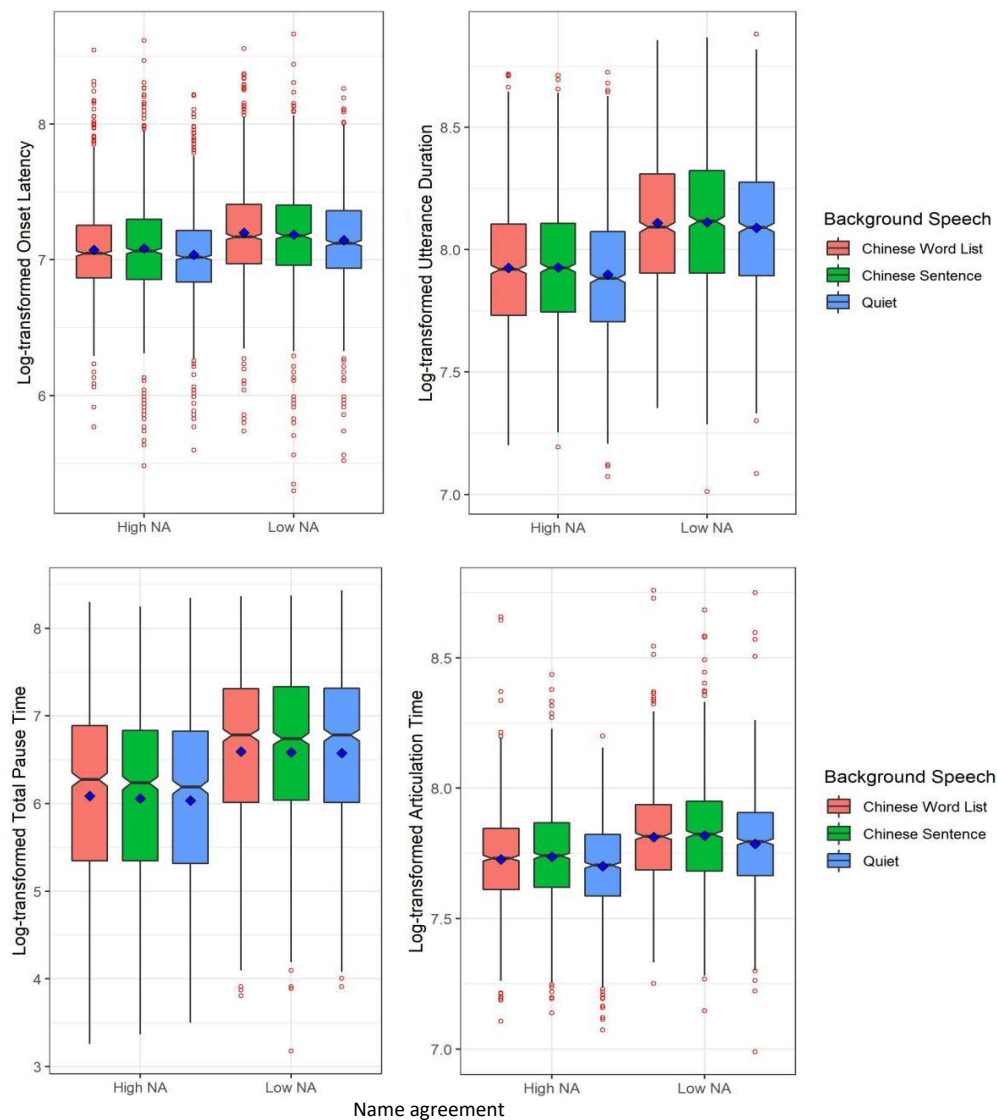 Log-transformed Onset Latency
8
7
6
High NA
Low NA
Log-transformed Utterance Duration
8.5
8.0
7.5
7.0
High NA
Low NA
Background Speech
Chinese Word List
Chinese Sentence
Quiet
Log-transformed Total Pause Time
8
7
6
5
4
3
High NA
Low NA
Log-transformed Articulation Time
8.5
8.0
7.5
7.0
High NA
Low NA
Background Speech
Chinese Word List
Chinese Sentence
Quiet
Name agreement